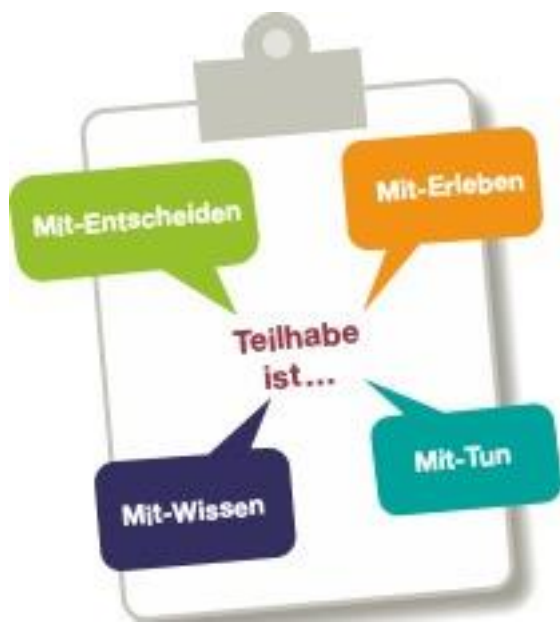 Mit-Entscheiden
Mit-Erleben
Teilhabe
ist...
Mit-Wissen
Mit-Tun